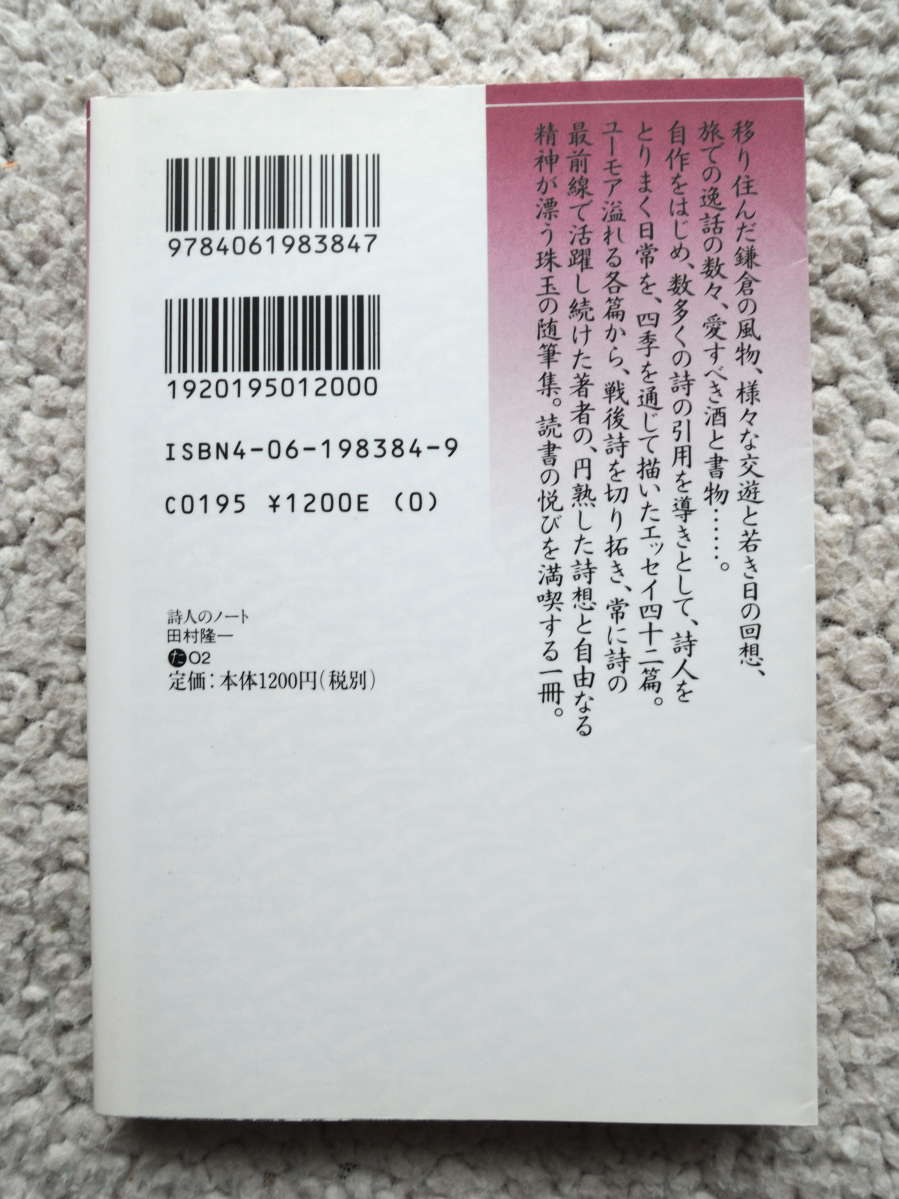 移り住んだ鎌倉の風物、様々な交遊と若き日の回想、
旅での逸話の数々、愛すべき酒と書物……。
自作をはじめ、数多くの詩の引用を導きとして、詩人を
とりまく日常を、四季を通じて描いたエッセイ四十二篇。
ユーモア溢れる各篇から、戦後詩を切り拓き、常に詩の
最前線で活躍し続けた著者の、円熟した詩想と自由なる
精神が漂う珠玉の随筆集。読書の悦びを満喫する一冊。
9784061983847
1920195012000
ISBN4-06-198384-9
C0195 ¥1200E (0)
詩人のノート
田村隆一
た02
定価：本体1200円（税別）